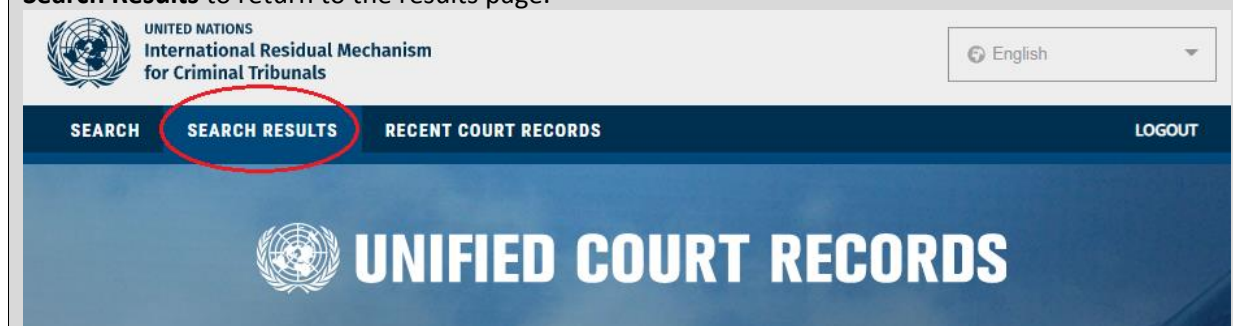 Search Results to return to the results page.
UNITED NATIONS
International Residual Mechanism
for Criminal Tribunals
English
SEARCH SEARCH RESULTS RECENT COURT RECORDS LOGOUT
UNIFIED COURT RECORDS